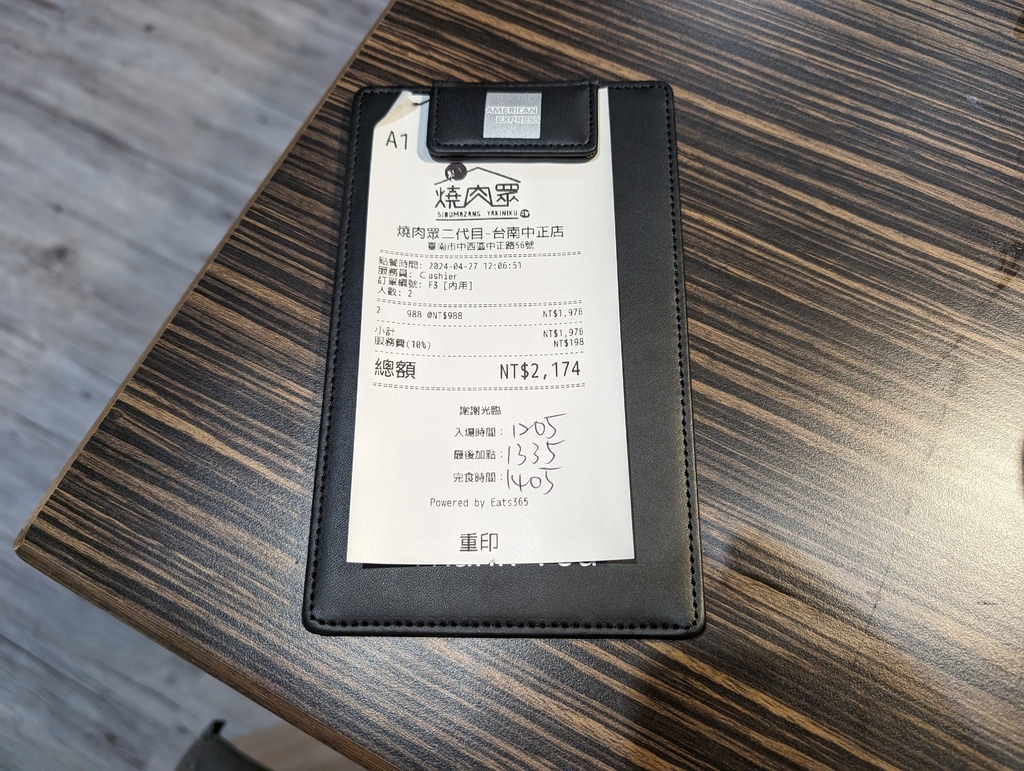 AMERICAN
EXPRESS
A1
燒肉眾
SIBUMAZANG YAKINIKU
燒肉眾二代目-台南中正店
臺南市中西區中正路56號
點餐時間: 2024-04-27 12:06:51
服務員: Cashier
訂單編號: F3 [內用]
人數: 2
2 988 @NT$988 NT$1,976
小計 NT$1,976
服務費(10%) NT$198
總額 NT$2,174
謝謝光臨
入場時間: 1205
最後加點: 1335
完食時間: 1405
Powered by Eats365
重印